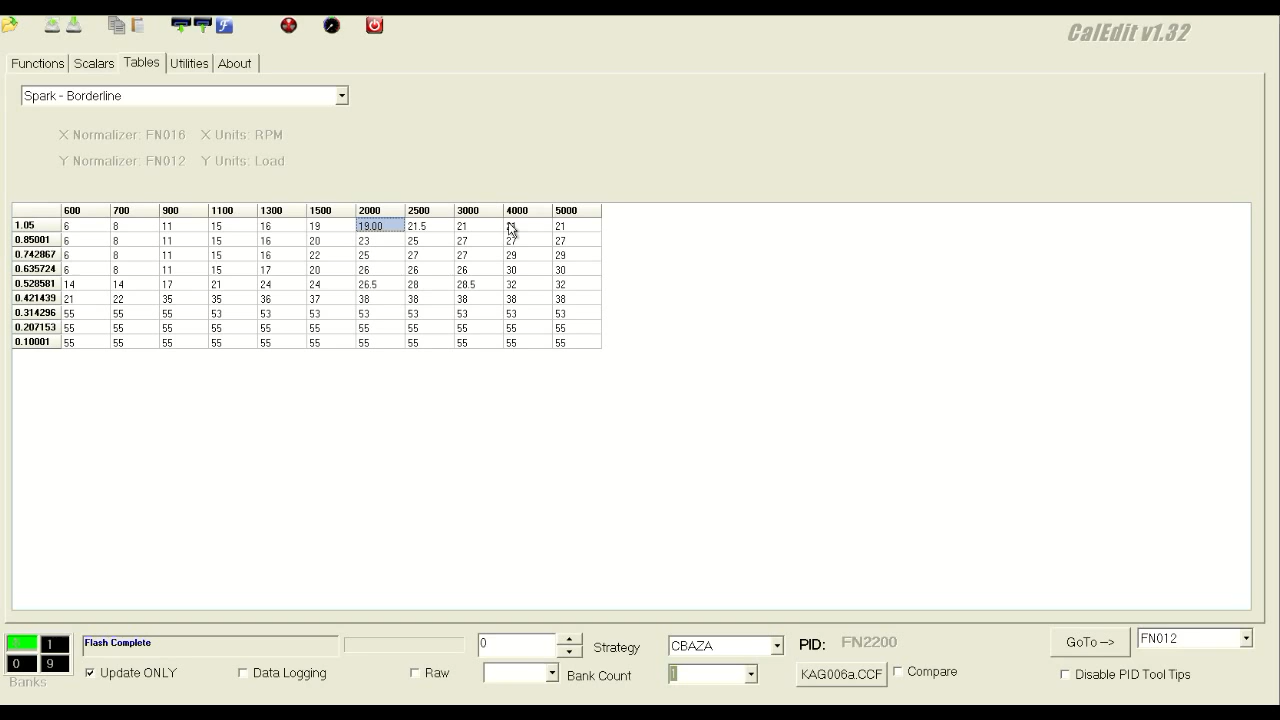 CalEdit v1.32
Functions Scalars Tables Utilities About
Spark - Borderline
X Normalizer: FN016 X Units: RPM
Y Normalizer: FN012 Y Units: Load
600 700 900 1100 1300 1500 2000 2500 3000 4000 5000
1.05 6 8 11 15 16 19 19.00 21.5 21 21
0.85001 6 8 11 15 16 20 23 25 27 27 27
0.742867 6 8 11 15 16 22 25 27 27 29 29
0.635724 6 8 11 15 17 20 26 26 26 30 30
0.528581 14 14 17 21 24 24 26.5 28 28.5 32 32
0.421439 21 22 35 35 36 37 38 38 38 38 38
0.314296 55 55 55 53 53 53 53 53 53 53 53
0.207153 55 55 55 55 55 55 55 55 55 55 55
0.10001 55 55 55 55 55 55 55 55 55 55 55
1
0 9
Banks
Flash Complete
0
Strategy
CBAZA
PID: FN2200
GoTo -->
FN012
Update ONLY
Data Logging
Raw
Bank Count
1
KAG006a.CCF
Compare
Disable PID Tool Tips